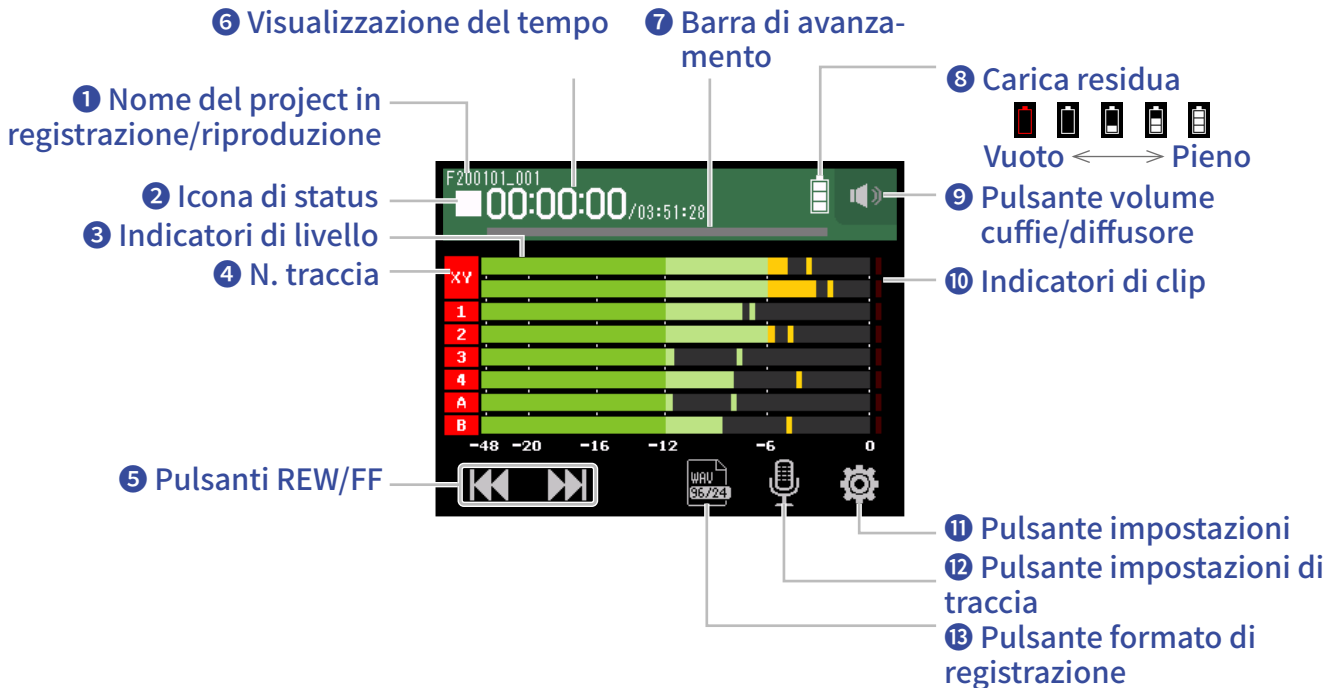 ❻ Visualizzazione del tempo
❼ Barra di avanza-
mento
❶ Nome del project in
registrazione/riproduzione
❽ Carica residua
Vuoto
Pieno
F200101_001
00:00:00/03:51:28
❷ Icona di status
❸ Indicatori di livello
❹ N. traccia
❾ Pulsante volume
cuffie/diffusore
❿ Indicatori di clip
XY
1
2
3
4
A
B
-48 -20 -16 -12 -6 0
❺ Pulsanti REW/FF
WAV
96/24
⓫ Pulsante impostazioni
⓬ Pulsante impostazioni di
traccia
⓭ Pulsante formato di
registrazione